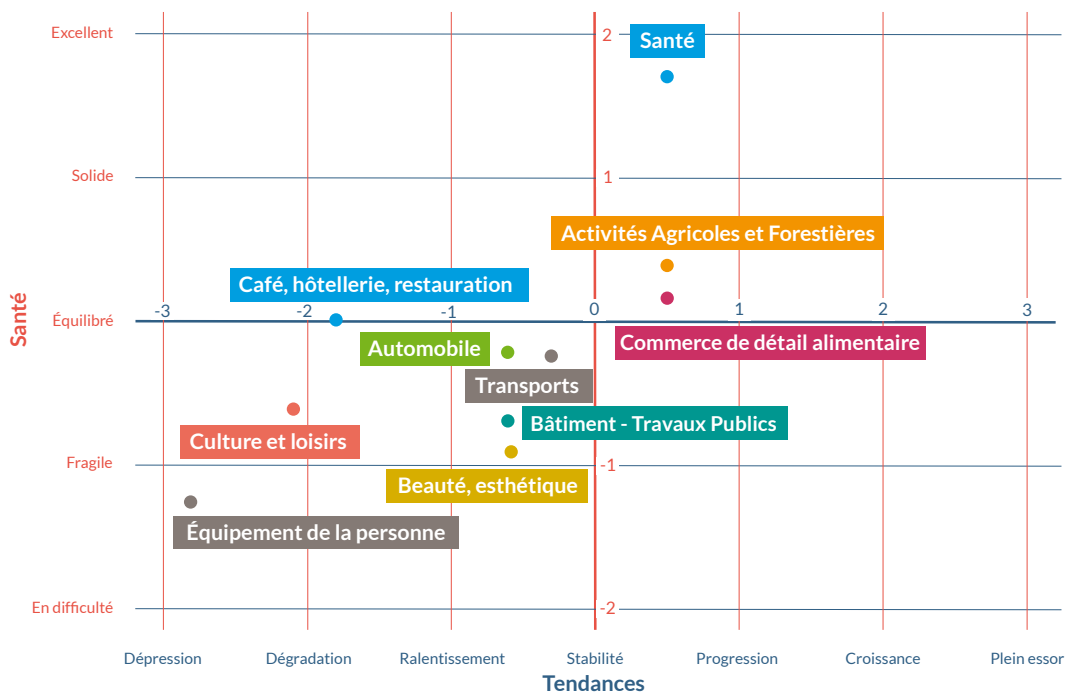 Excellent
2
Santé
Solide
1
Activités Agricoles et Forestières
Café, hôtellerie, restauration
Santé
Équilibré
-3
-2
-1
0
1
2
3
Automobile
Commerce de détail alimentaire
Transports
Bâtiment - Travaux Publics
Culture et loisirs
Fragile
-1
Beauté, esthétique
Équipement de la personne
En difficulté
-2
Dépression
Dégradation
Ralentissement
Stabilité
Progression
Croissance
Plein essor
Tendances